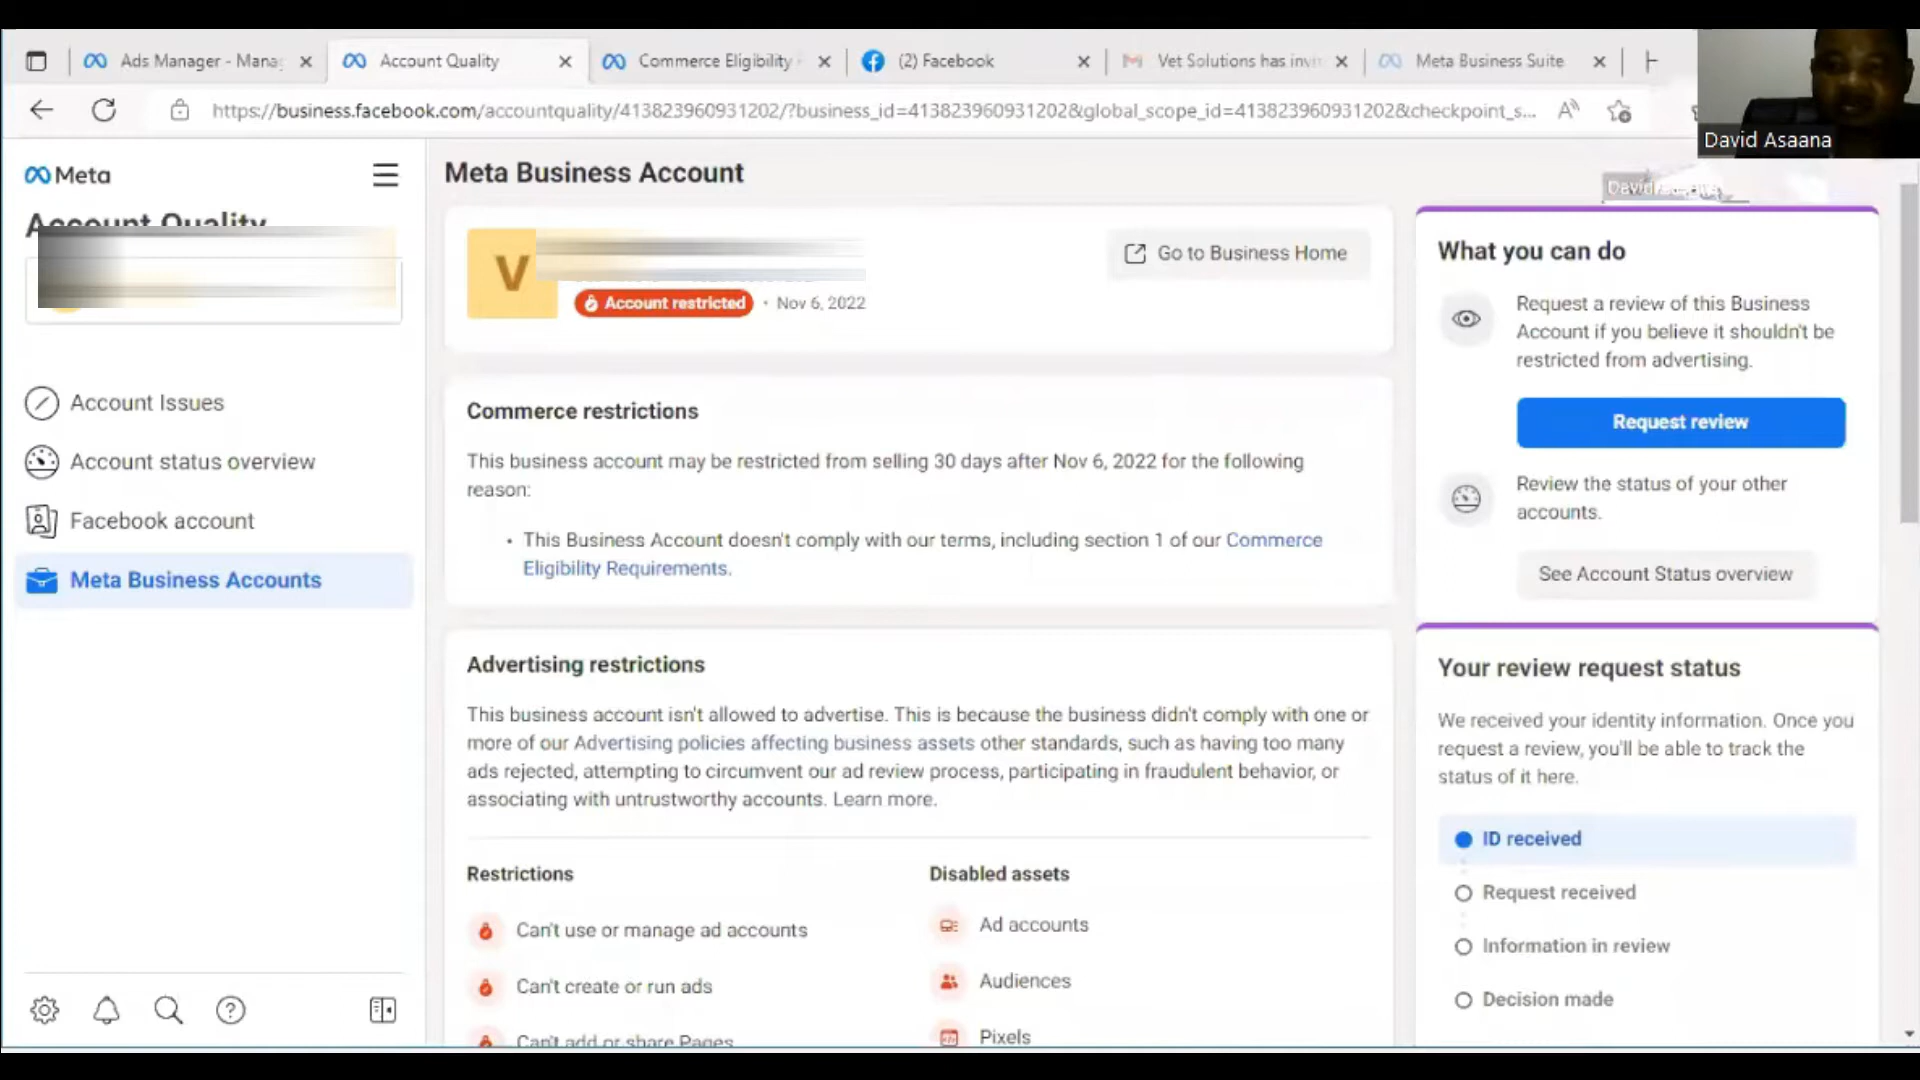 Ads Manager - Mana
Account Quality
Commerce Eligibility
(2) Facebook
Vet Solutions has invi
Meta Business Suite
https://business.facebook.com/accountquality/413823960931202/?business_id=413823960931202&global_scope_id=413823960931202&checkpoint_s...
David Asaana
Meta
Account Quality
Account Issues
Account status overview
Facebook account
Meta Business Accounts
Meta Business Account
V
Go to Business Home
Account restricted
• Nov 6, 2022
Commerce restrictions
This business account may be restricted from selling 30 days after Nov 6, 2022 for the following
reason:
• This Business Account doesn't comply with our terms, including section 1 of our Commerce
Eligibility Requirements.
Advertising restrictions
This business account isn't allowed to advertise. This is because the business didn't comply with one or
more of our Advertising policies affecting business assets other standards, such as having too many
ads rejected, attempting to circumvent our ad review process, participating in fraudulent behavior, or
associating with untrustworthy accounts. Learn more.
Restrictions
Can't use or manage ad accounts
Can't create or run ads
Can't add or share Pages
Disabled assets
Ad accounts
Audiences
Pixels
What you can do
Request a review of this Business
Account if you believe it shouldn't be
restricted from advertising.
Request review
Review the status of your other
accounts.
See Account Status overview
Your review request status
We received your identity information. Once you
request a review, you'll be able to track the
status of it here.
ID received
Request received
Information in review
Decision made